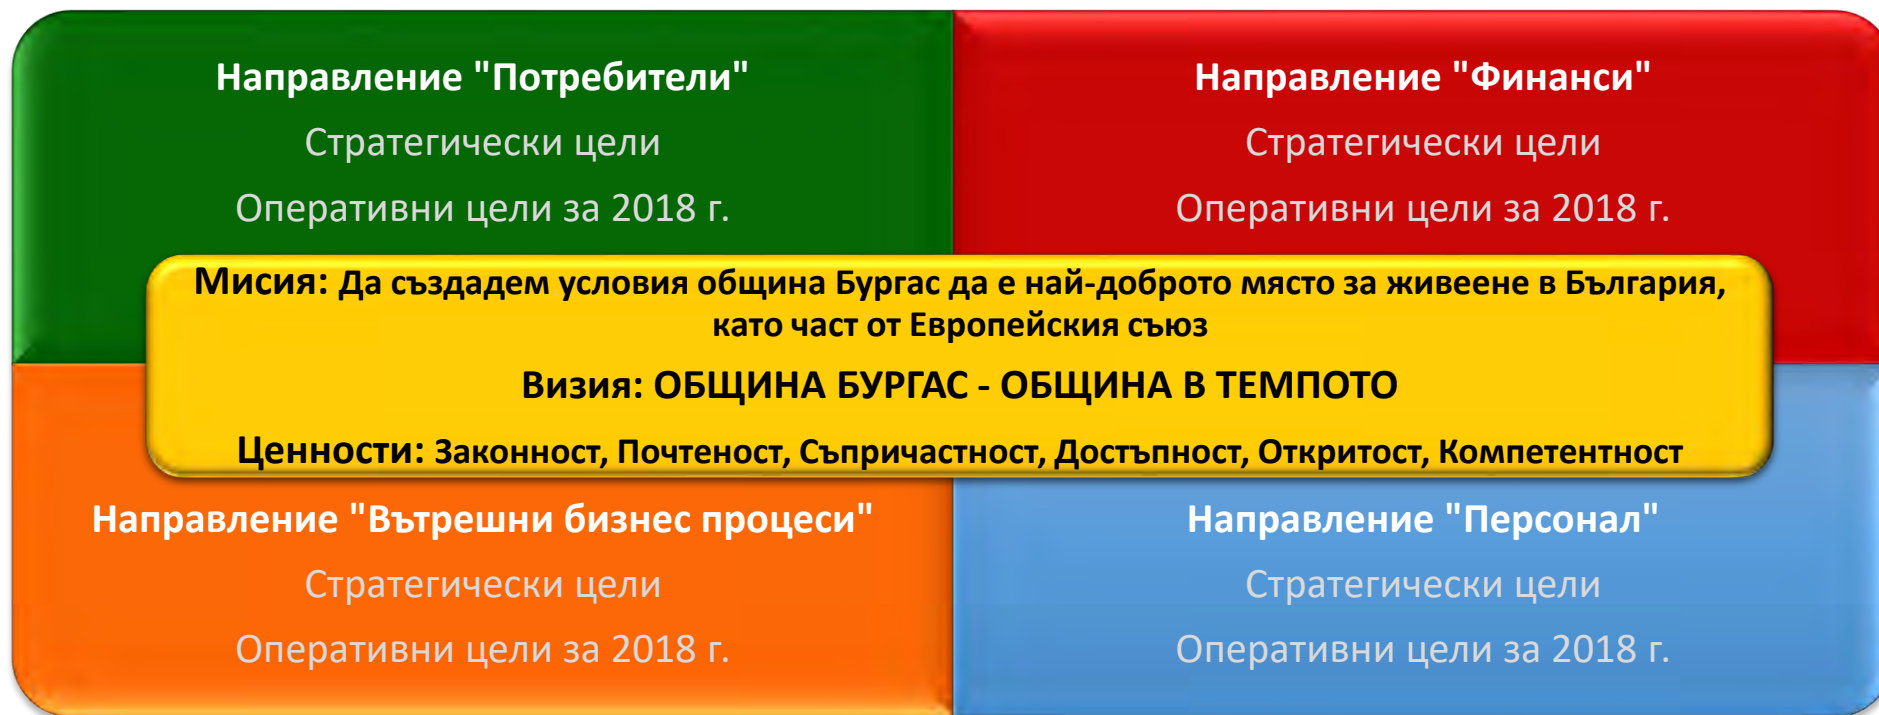 Направление "Потребители"
Стратегически цели
Оперативни цели за 2018 г.
Направление "Финанси"
Стратегически цели
Оперативни цели за 2018 г.
Мисия: Да създадем условия община Бургас да е най-доброто място за живеене в България,
като част от Европейския съюз
Визия: ОБЩИНА БУРГАС - ОБЩИНА В ТЕМПОТО
Ценности: Законност, Почтеност, Съпричастност, Достъпност, Откритост, Компетентност
Направление "Вътрешни бизнес процеси"
Стратегически цели
Оперативни цели за 2018 г.
Направление "Персонал"
Стратегически цели
Оперативни цели за 2018 г.